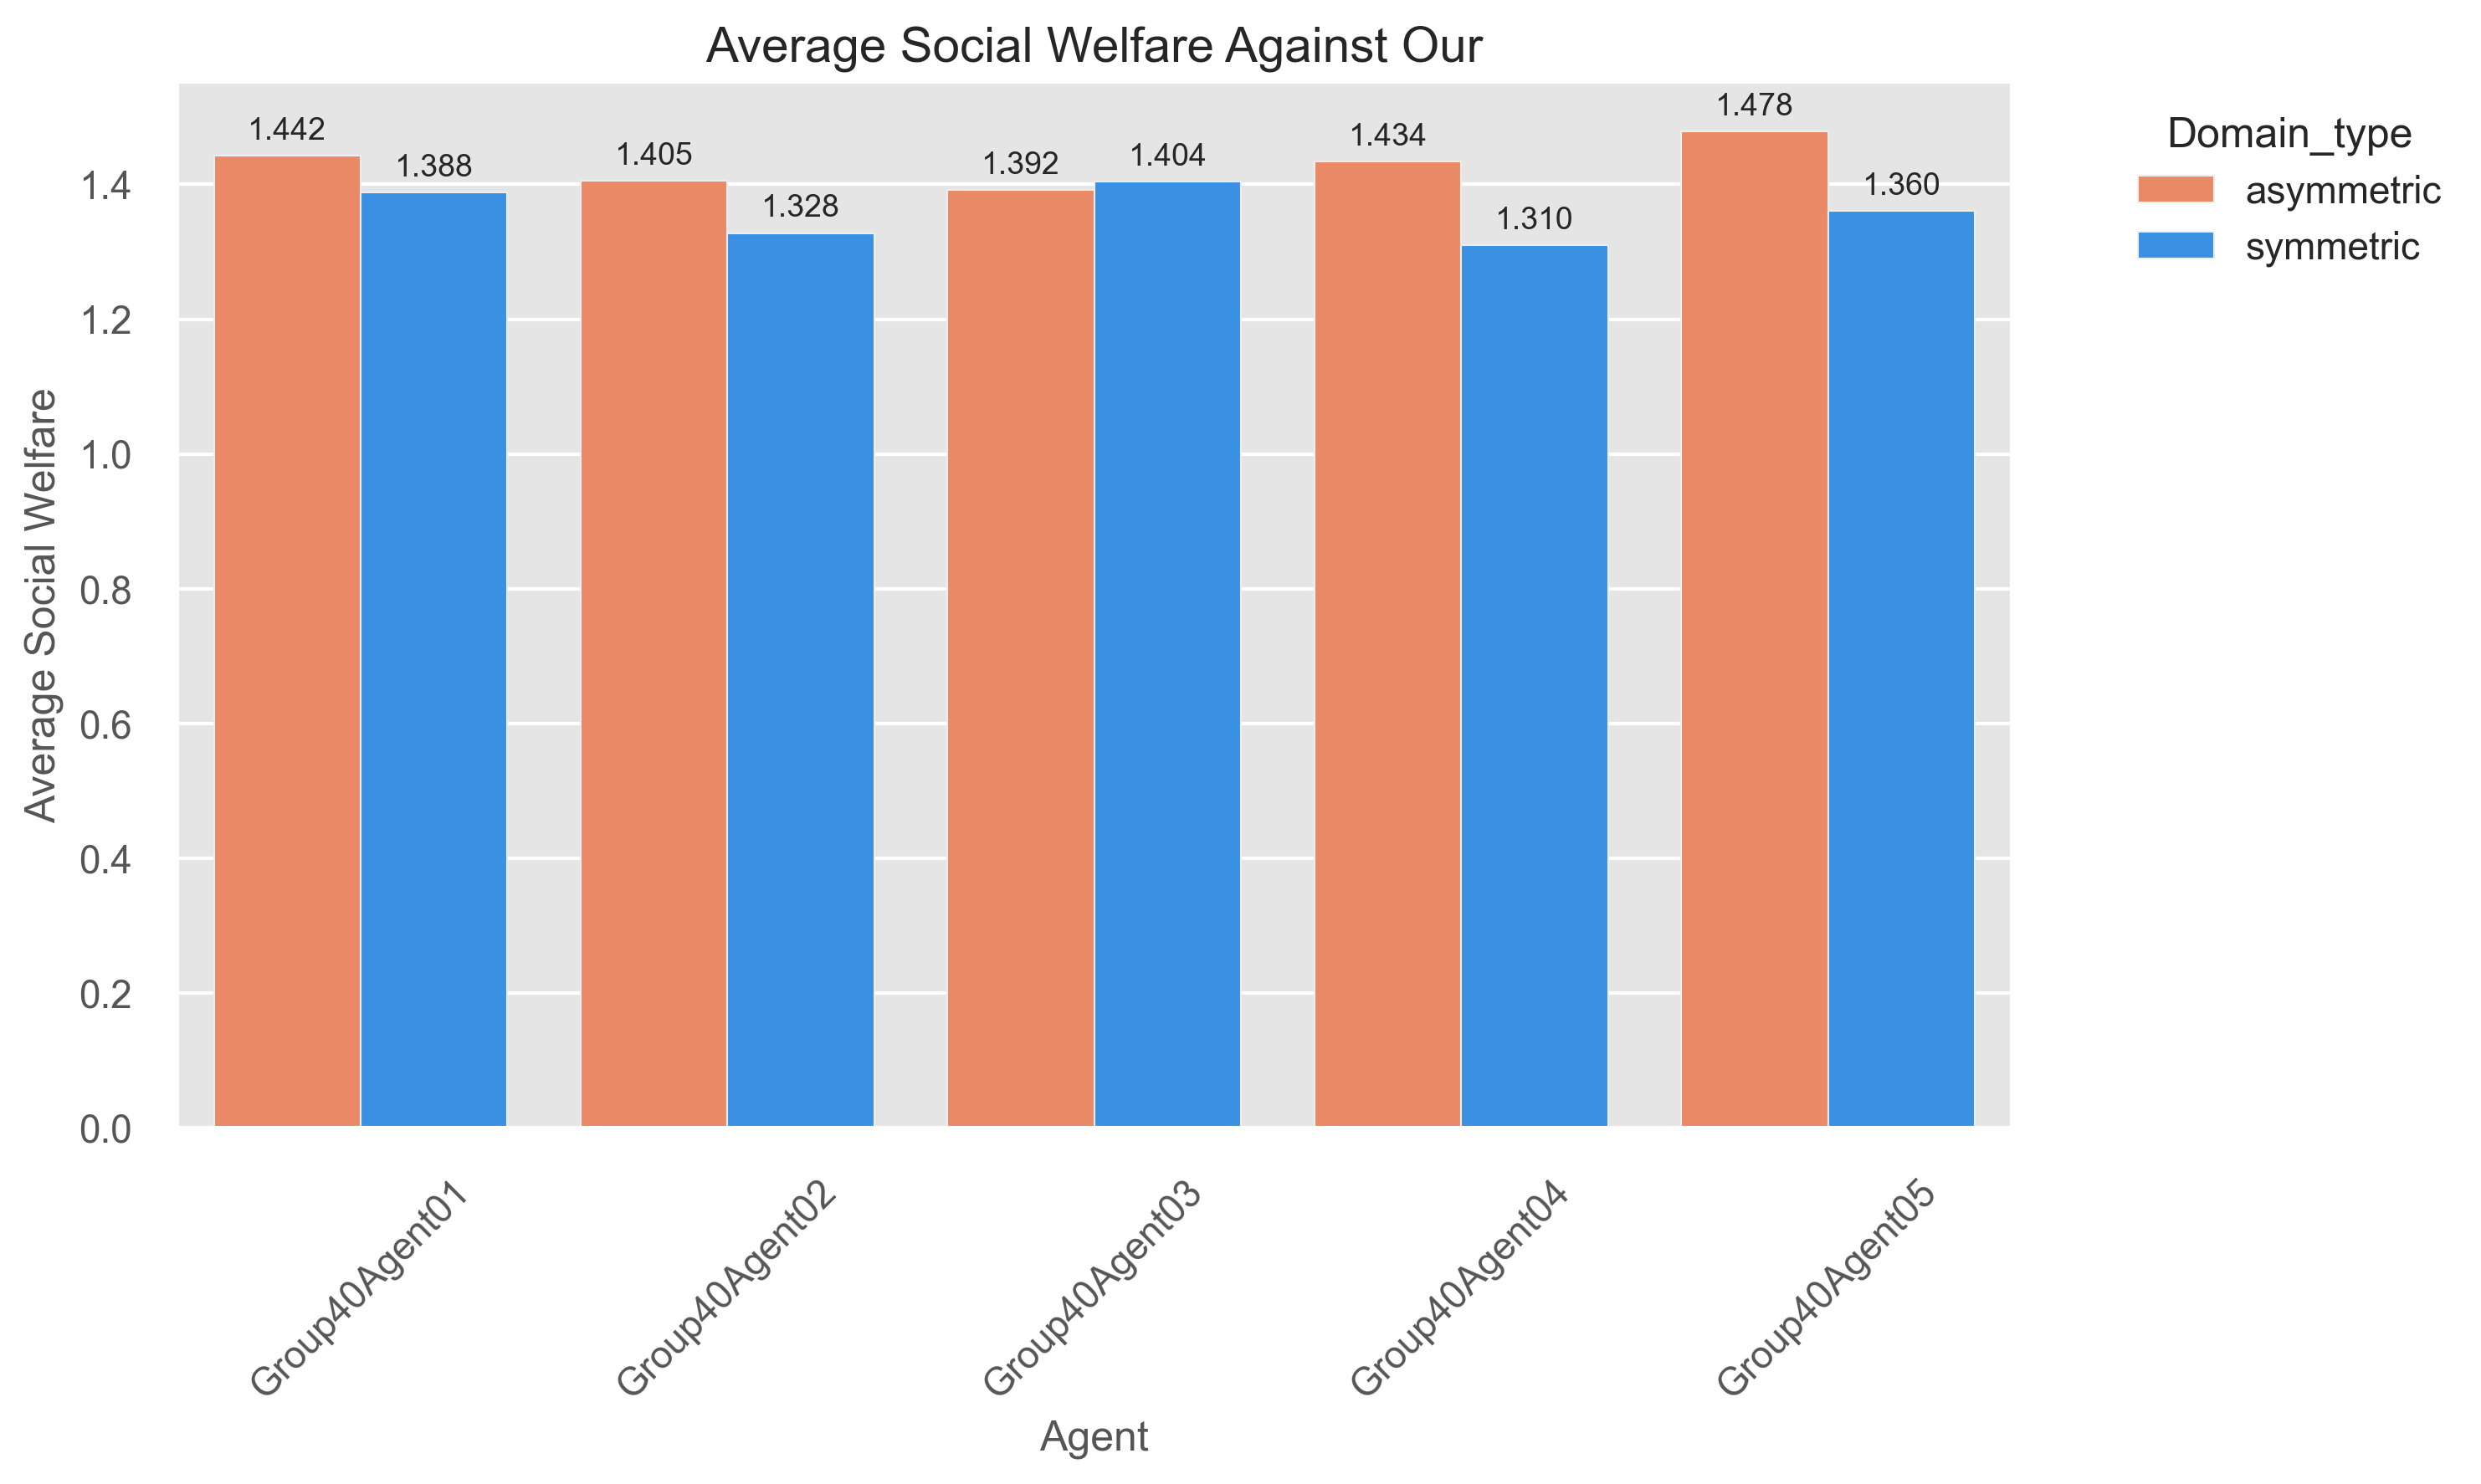 Average Social Welfare Against Our
1.442
1.388
1.405
1.328
1.392
1.404
1.434
1.310
1.478
1.360
Domain_type
asymmetric
symmetric
Average Social Welfare
1.4
1.2
1.0
0.8
0.6
0.4
0.2
0.0
Group40Agent01
Group40Agent02
Group40Agent03
Group40Agent04
Group40Agent05
Agent